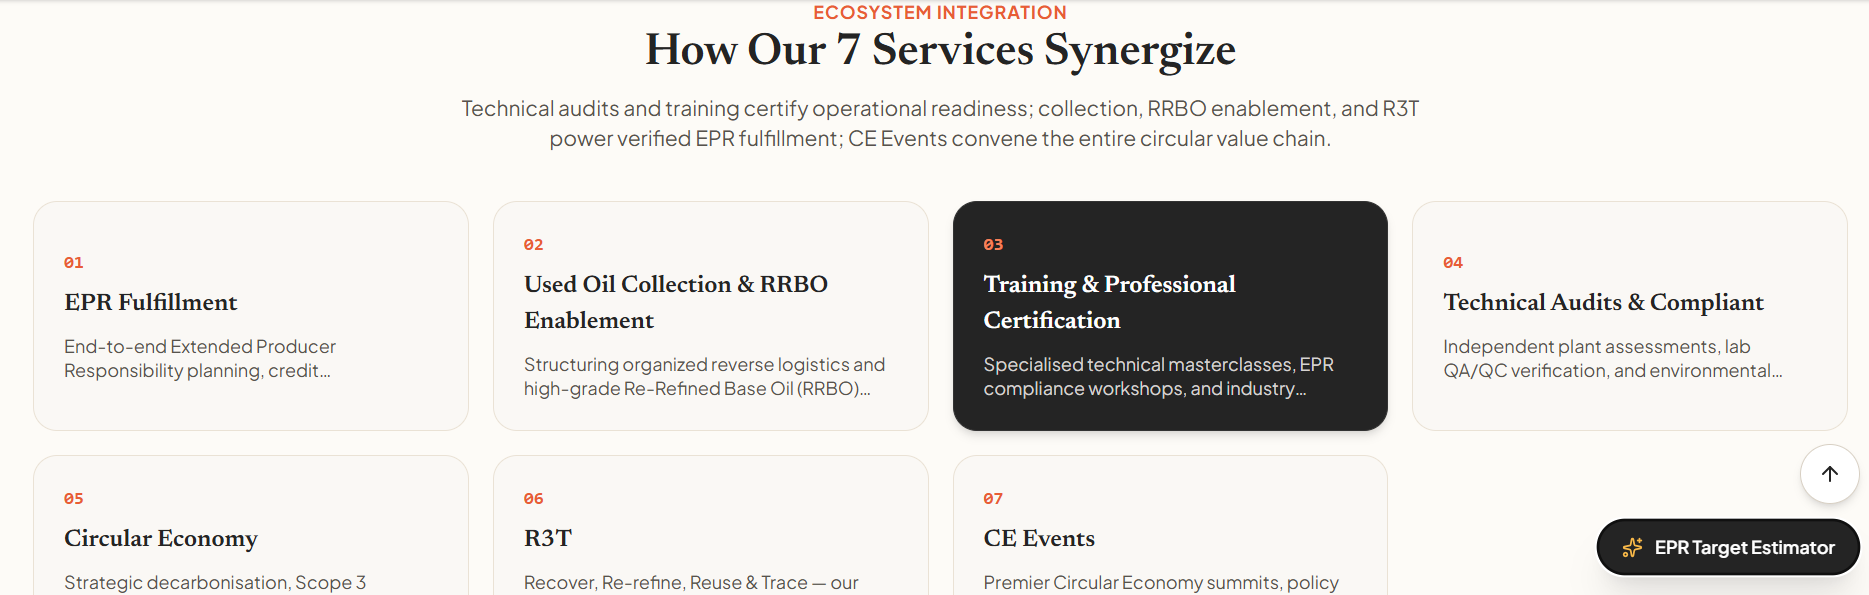 ECOSYSTEM INTEGRATION
How Our 7 Services Synergize
Technical audits and training certify operational readiness; collection, RRBO enablement, and R3T
power verified EPR fulfillment; CE Events convene the entire circular value chain.
01
EPR Fulfillment
End-to-end Extended Producer
Responsibility planning, credit...
02
Used Oil Collection & RRBO
Enablement
Structuring organized reverse logistics and
high-grade Re-Refined Base Oil (RRBO)...
03
Training & Professional
Certification
Specialised technical masterclasses, EPR
compliance workshops, and industry...
04
Technical Audits & Compliant
Independent plant assessments, lab
QA/QC verification, and environmental...
05
Circular Economy
Strategic decarbonisation, Scope 3
06
R3T
Recover, Re-refine, Reuse & Trace — our
07
CE Events
Premier Circular Economy summits, policy
EPR Target Estimator